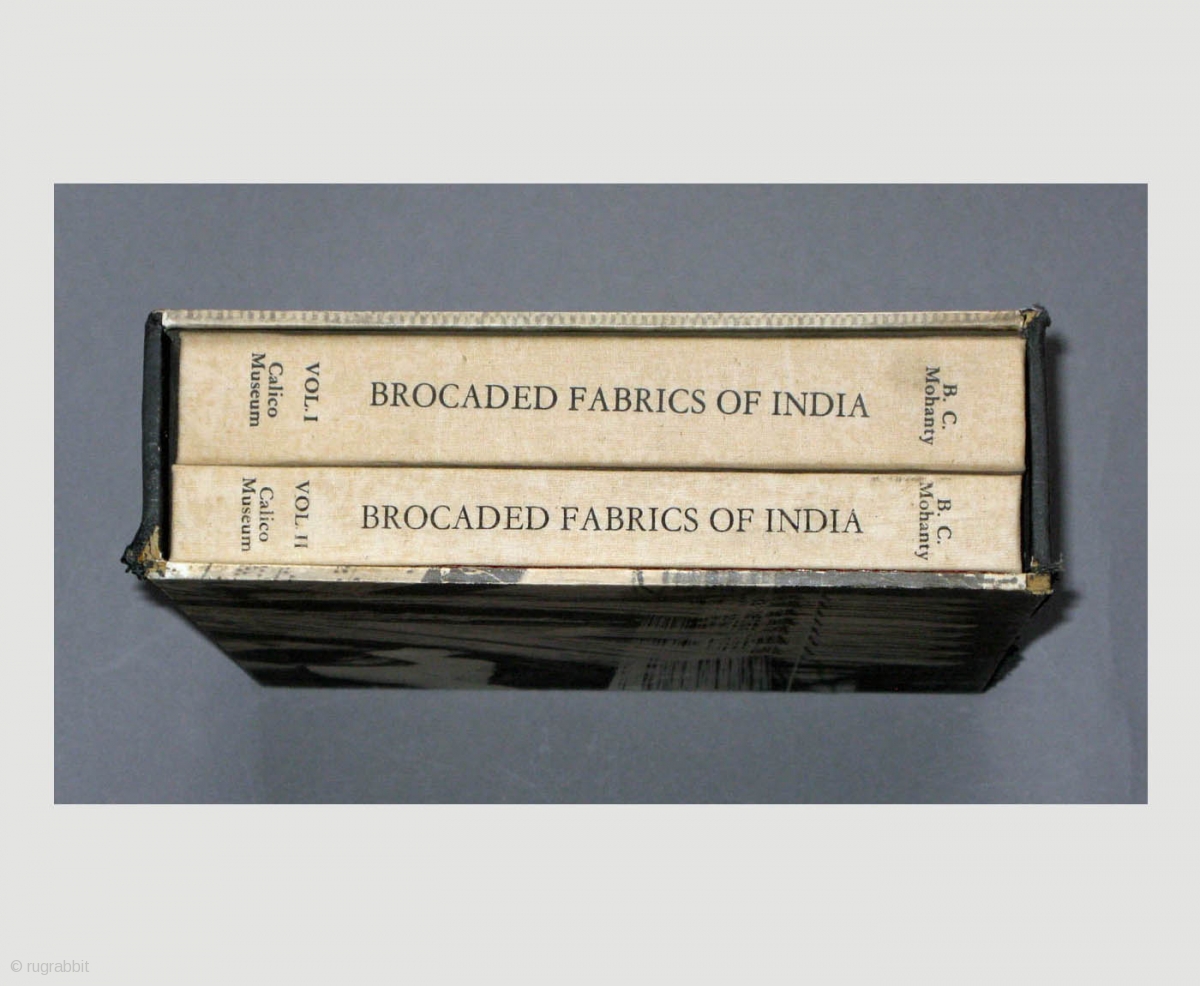 VOL. I
Calico
Museum
BROCADED FABRICS OF INDIA
B. C.
Mohanty
VOL. II
Calico
Museum
BROCADED FABRICS OF INDIA
B. C.
Mohanty
© rugrabbit